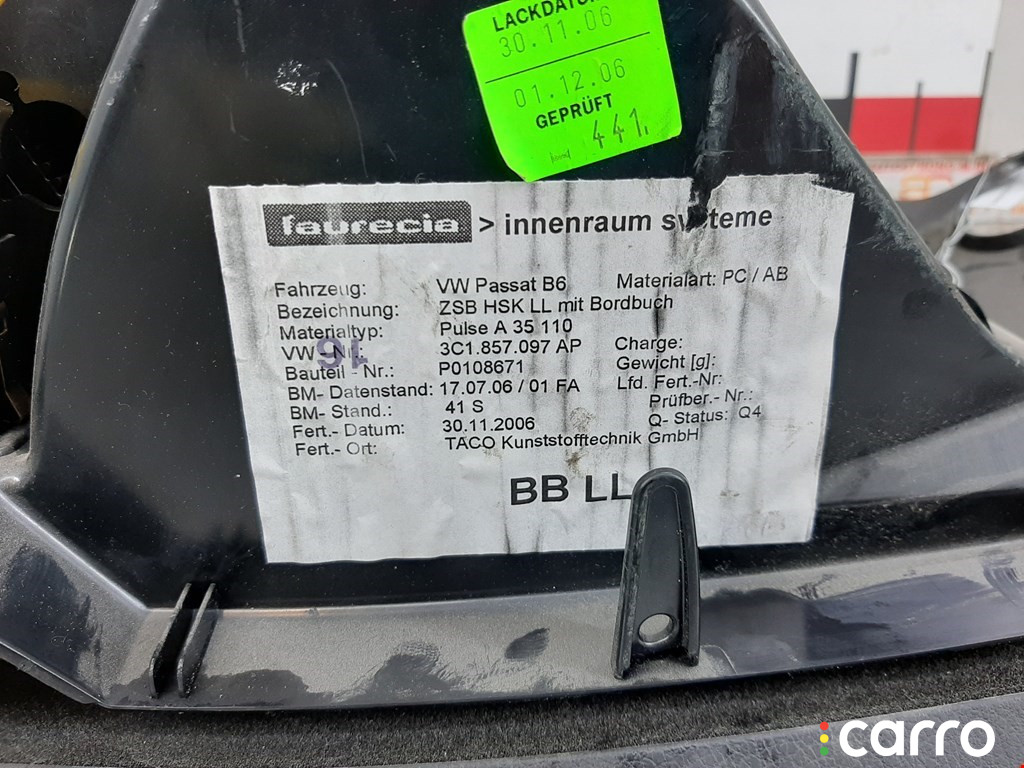 LACKDATUM
30.11.06
01.12.06
GEPRÜFT
441.
faurecia > innenraum systeme
Fahrzeug: VW Passat B6 Materialart: PC / AB
Bezeichnung: ZSB HSK LL mit Bordbuch
Materialtyp: Pulse A 35 110
VW-Nr.: 3C1.857.097 AP Charge:
16
Bauteil - Nr.: P0108671 Gewicht [g]:
BM- Datenstand: 17.07.06 / 01 FA Lfd. Fert.-Nr:
BM- Stand.: 41 S Prüfber.- Nr.:
Fert.- Datum: 30.11.2006 Q- Status: Q4
Fert.- Ort: TACO Kunststofftechnik GmbH
BB LL
carro